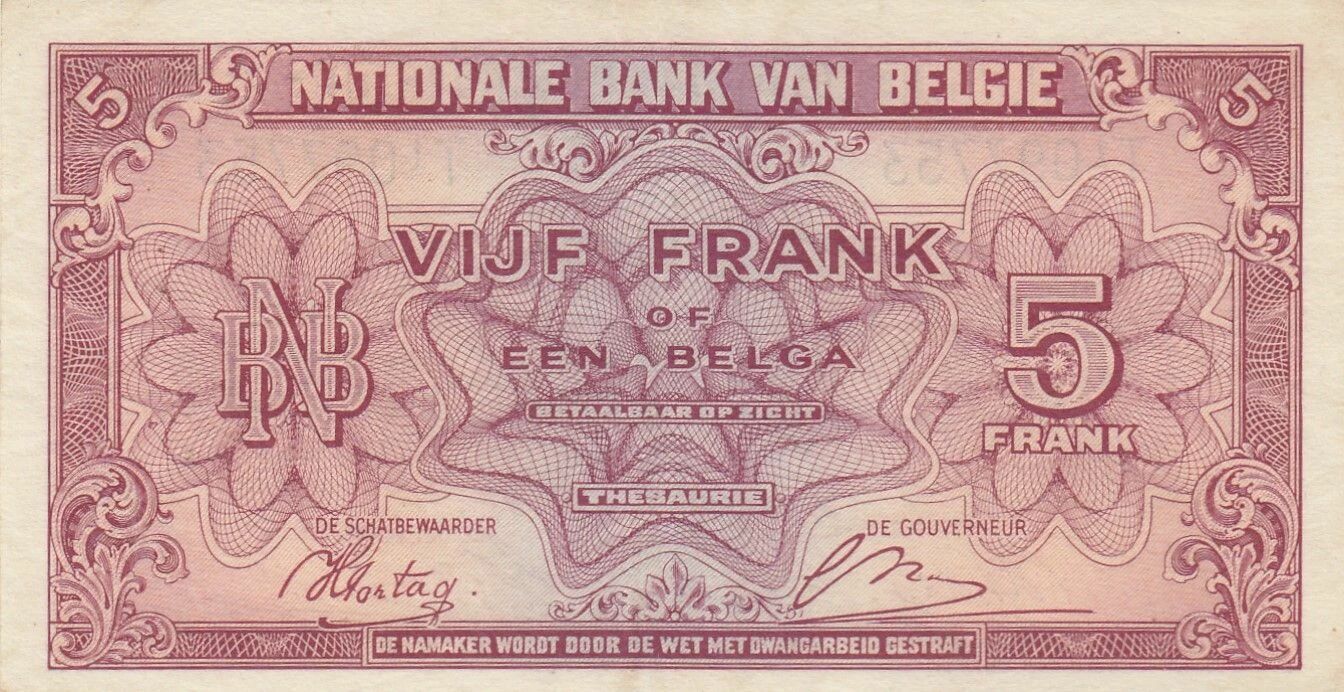 5 NATIONALE BANK VAN BELGIE 5
VIJF FRANK
OF
EEN BELGA
BETAALBAAR OP ZICHT
NBB
5
FRANK
THESAURIE
DE SCHATBEWAARDER
DE GOUVERNEUR
DE NAMAKER WORDT DOOR DE WET MET DWANGARBEID GESTRAFT